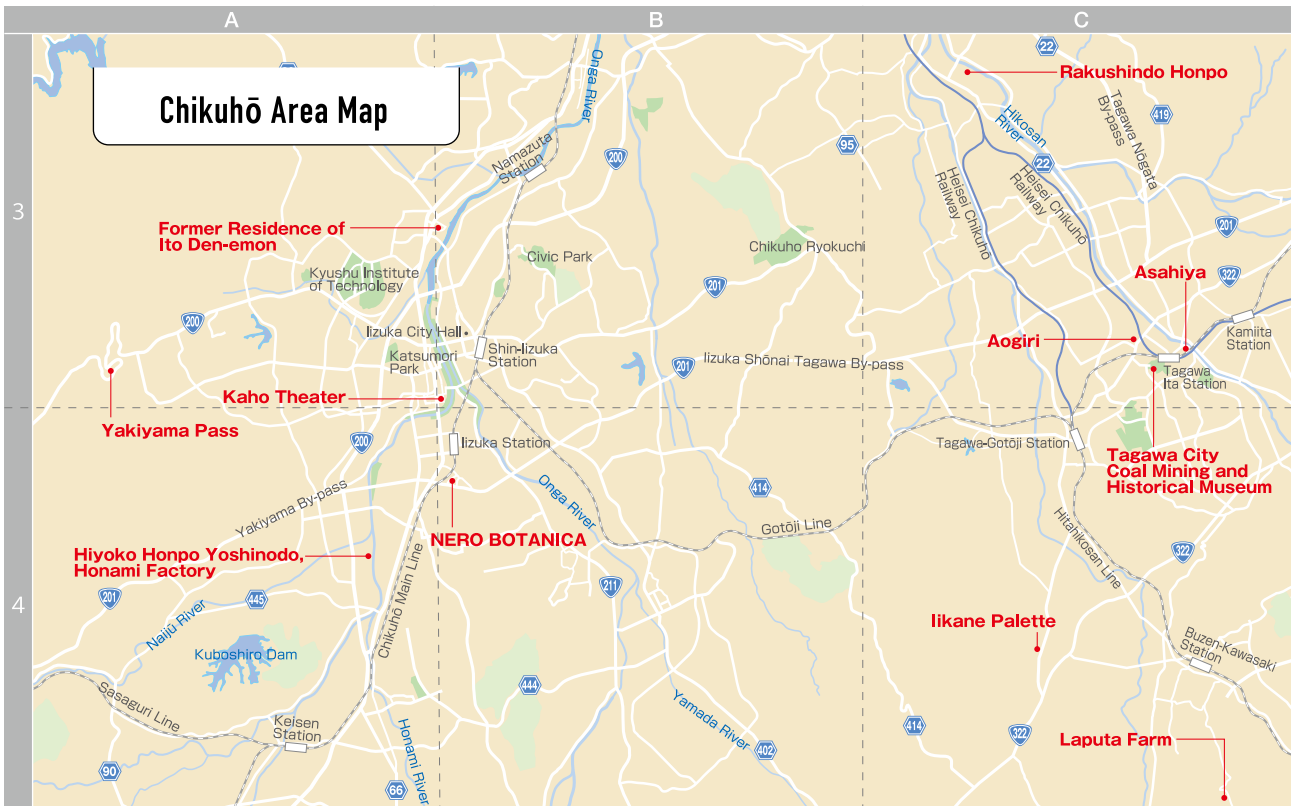 A
B
C
3
4
Chikuhō Area Map
22
Rakushindo Honpo
Onga River
Hikosan
River
Tagawa Nōgata
By-pass
419
200
95
22
Namazuta
Station
Heisei Chikuhō
Railway
Heisei Chikuhō
Railway
Former Residence of
Ito Den-emon
Kyushu Institute
of Technology
Civic Park
Chikuho Ryokuchi
201
Asahiya
322
201
200
Iizuka City Hall
Shin-Iizuka
Station
Katsumori
Park
Iizuka Shōnai Tagawa By-pass
201
Aogiri
Kamiita
Station
Tagawa
Ita Station
Kaho Theater
Yakiyama Pass
200
Iizuka Station
Tagawa-Gotōji Station
Tagawa City
Coal Mining and
Historical Museum
Yakiyama By-pass
Onga River
414
Gotōji Line
NERO BOTANICA
Hitahikosan Line
322
Hiyoko Honpo Yoshinodo,
Honami Factory
Chikuhō Main Line
201
445
211
Naijū River
Iikane Palette
Kuboshiro Dam
Buzen-Kawasaki
Station
444
Sasaguri Line
Keisen
Station
Honami River
Yamada River
414
322
402
Laputa Farm
90
66